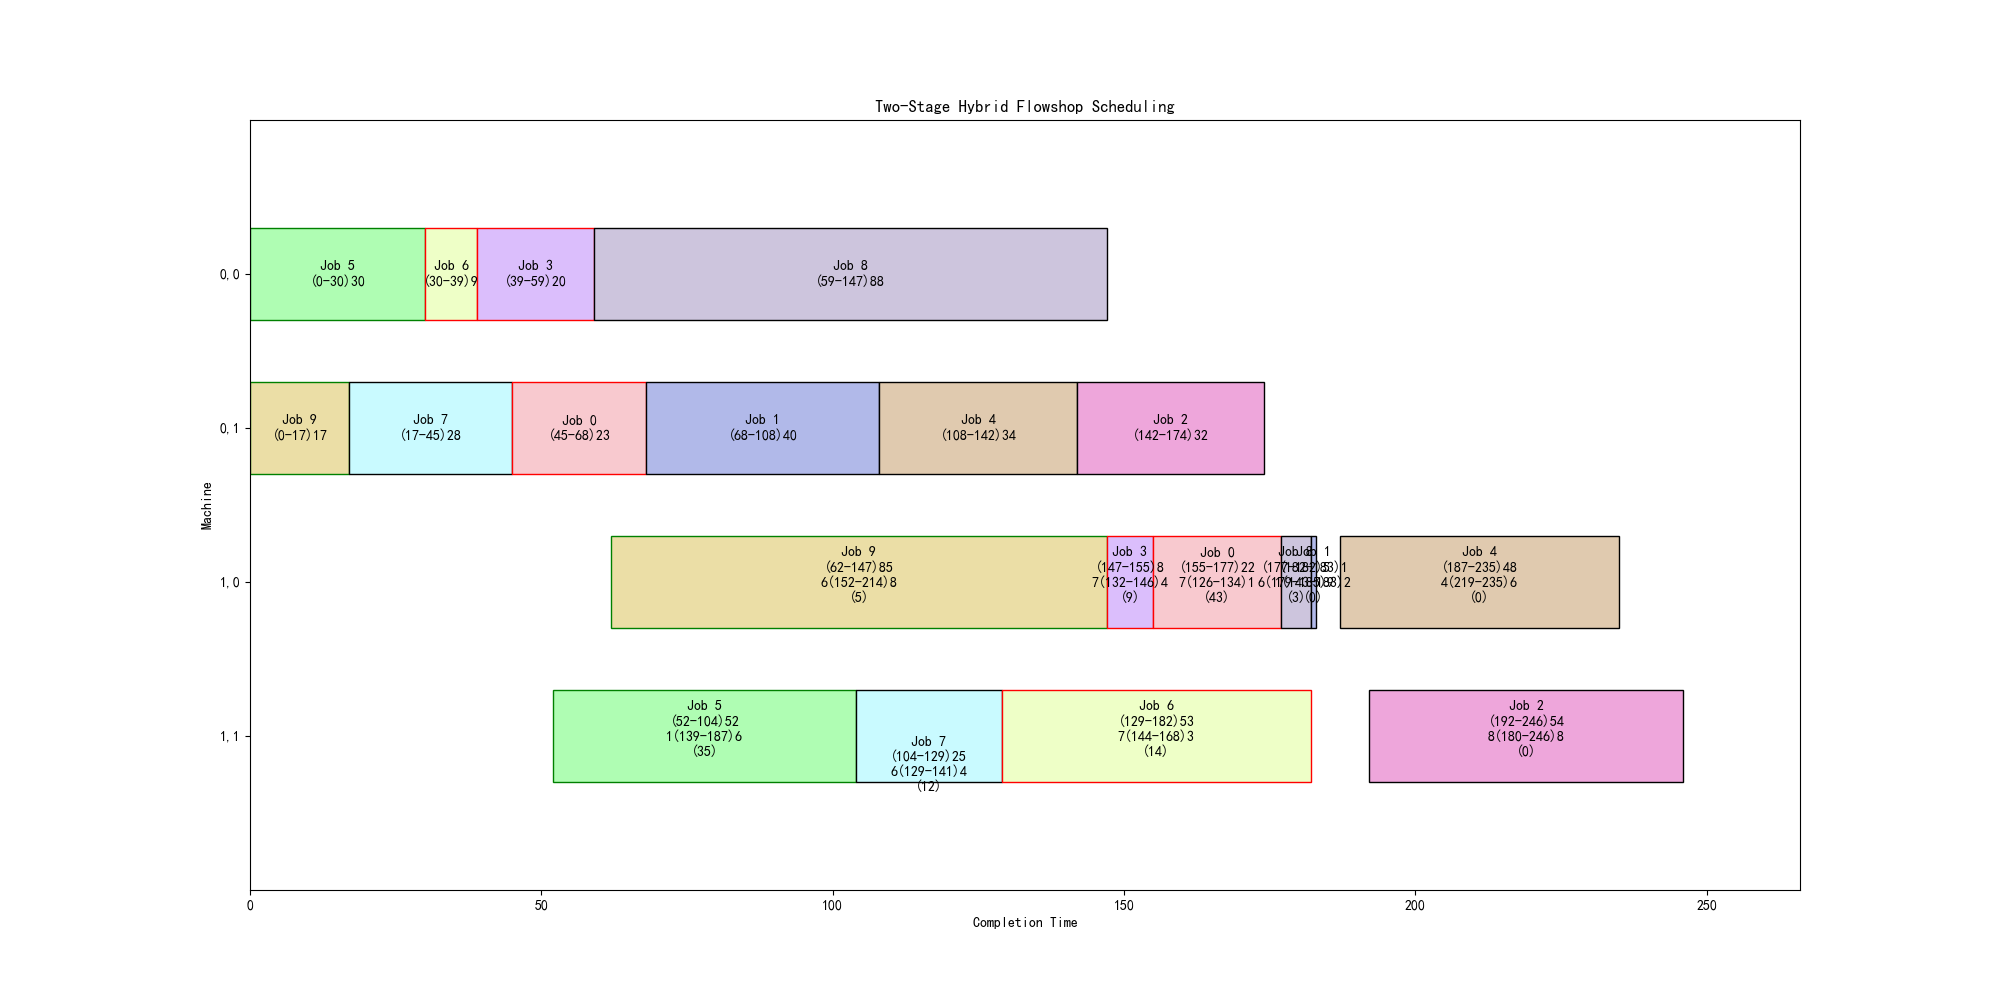 Two-Stage Hybrid Flowshop Scheduling
Machine
0,0
Job 5
(0-30)30
Job 6
(30-39)9
Job 3
(39-59)20
Job 8
(59-147)88
0,1
Job 9
(0-17)17
Job 7
(17-45)28
Job 0
(45-68)23
Job 1
(68-108)40
Job 4
(108-142)34
Job 2
(142-174)32
1,0
Job 9
(62-147)85
6(152-214)8
(5)
Job 3
(147-155)8
7(132-146)4
(9)
Job 0
(155-177)22
7(126-134)1
(43)
(3)
Job 1
(0)
Job 4
(187-235)48
4(219-235)6
(0)
1,1
Job 5
(52-104)52
1(139-187)6
(35)
Job 7
(104-129)25
6(129-141)4
(12)
Job 6
(129-182)53
7(144-168)3
(14)
Job 2
(192-246)54
8(180-246)8
(0)
0
50
100
150
200
250
Completion Time